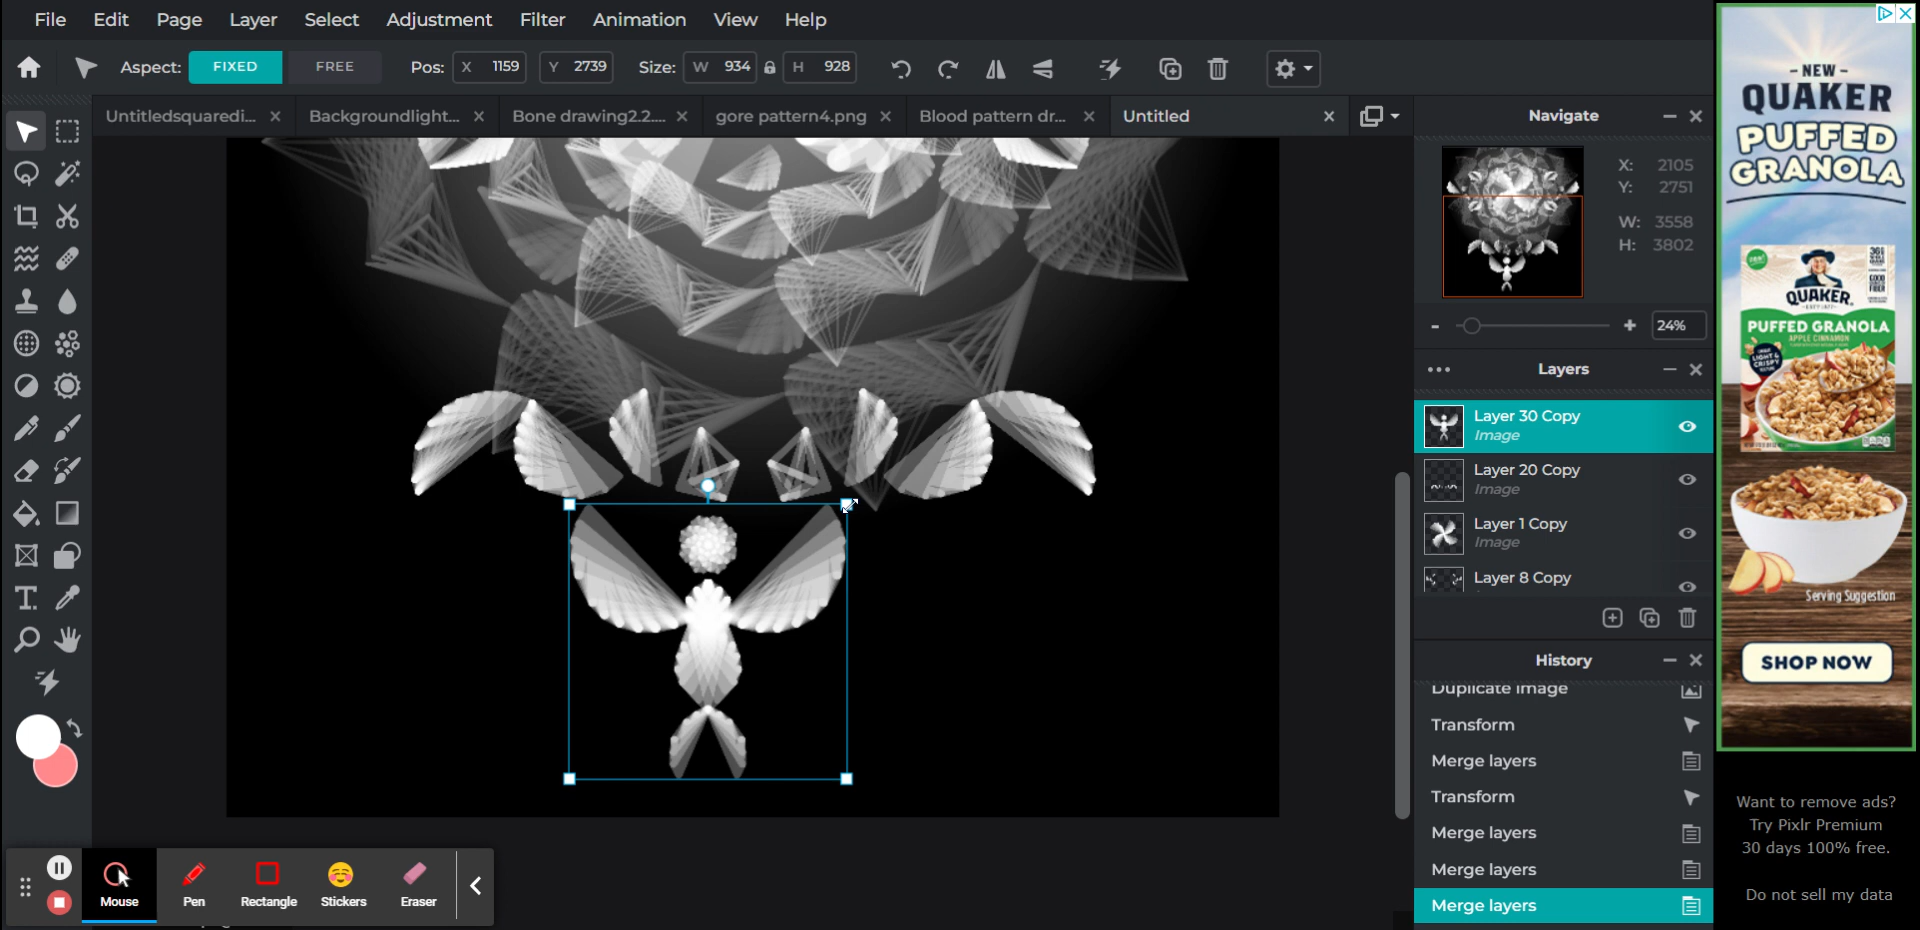 File Edit Page Layer Select Adjustment Filter Animation View Help
Aspect: FIXED FREE Pos: X 1159 Y 2739 Size: W 934 H 928
Untitledsquaredi... Backgroundlight... Bone drawing2.2.... gore pattern4.png Blood pattern dr... Untitled
Navigate
X: 2105
Y: 2751
W: 3558
H: 3802
- + 24%
Layers
Layer 30 Copy
Image
Layer 20 Copy
Image
Layer 1 Copy
Image
Layer 8 Copy
History
Duplicate image
Transform
Merge layers
Transform
Merge layers
Merge layers
Merge layers
Mouse Pen Rectangle Stickers Eraser
- NEW -
QUAKER
PUFFED
GRANOLA
QUAKER
PUFFED GRANOLA
APPLE CINNAMON
LIGHT &
CRISPY
Serving Suggestion
SHOP NOW
Want to remove ads?
Try Pixlr Premium
30 days 100% free.
Do not sell my data